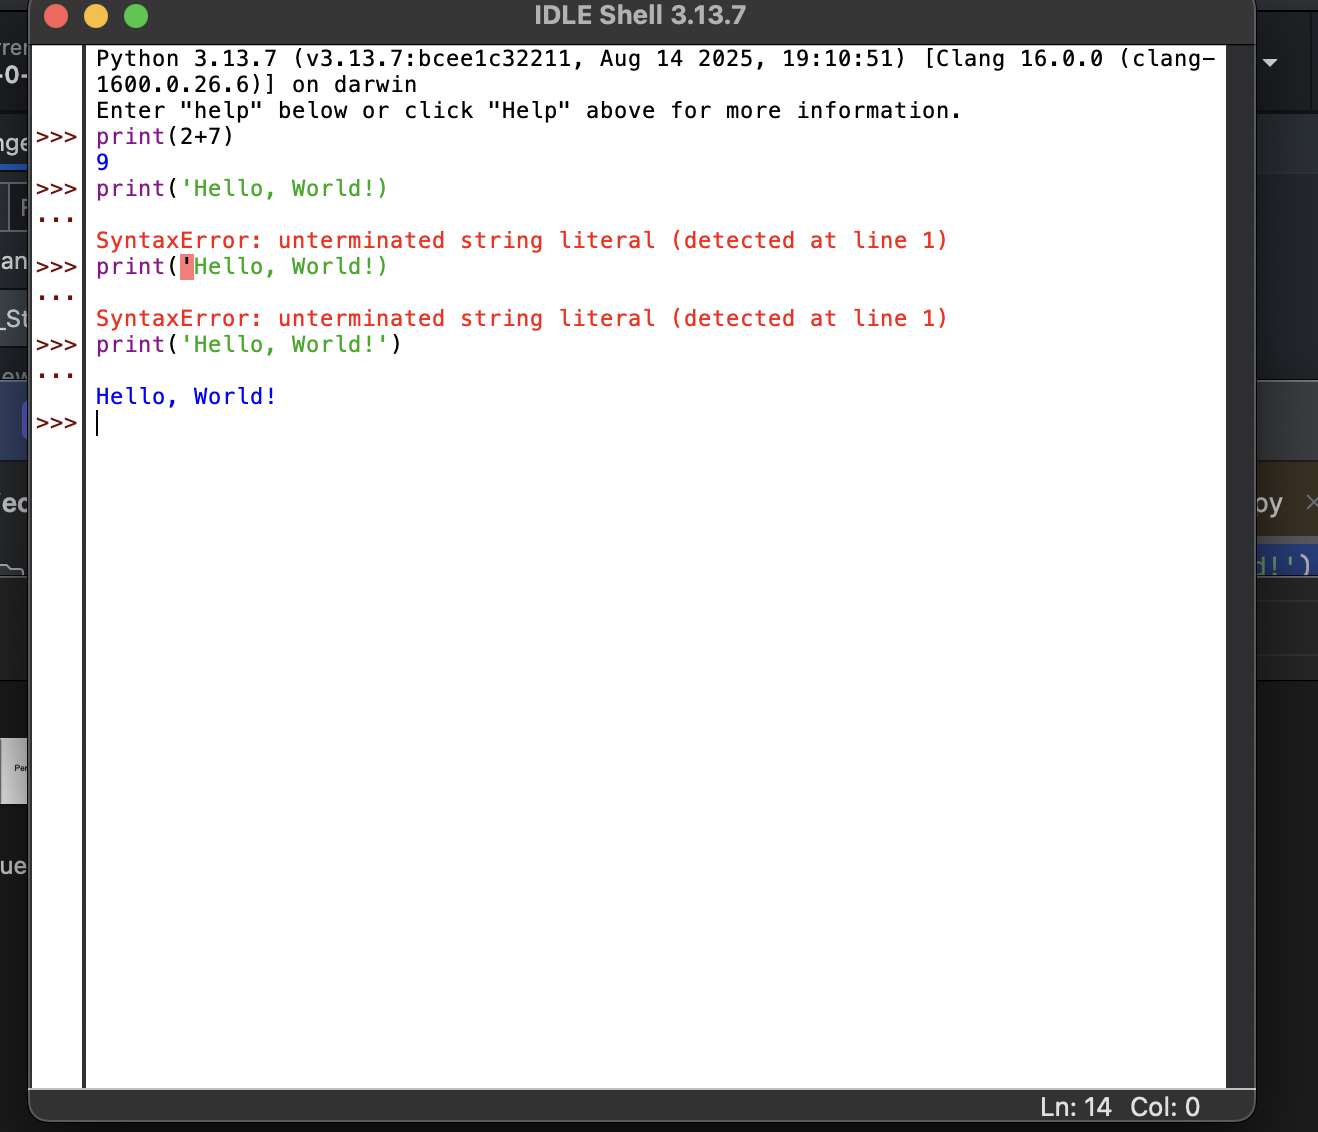 IDLE Shell 3.13.7
Python 3.13.7 (v3.13.7:bcee1c32211, Aug 14 2025, 19:10:51) [Clang 16.0.0 (clang-
1600.0.26.6)] on darwin
Enter "help" below or click "Help" above for more information.
>>> print(2+7)
9
>>> print('Hello, World!)
...
SyntaxError: unterminated string literal (detected at line 1)
>>> print('Hello, World!)
...
SyntaxError: unterminated string literal (detected at line 1)
>>> print('Hello, World!')
...
Hello, World!
>>>
d!')
Ln: 14 Col: 0